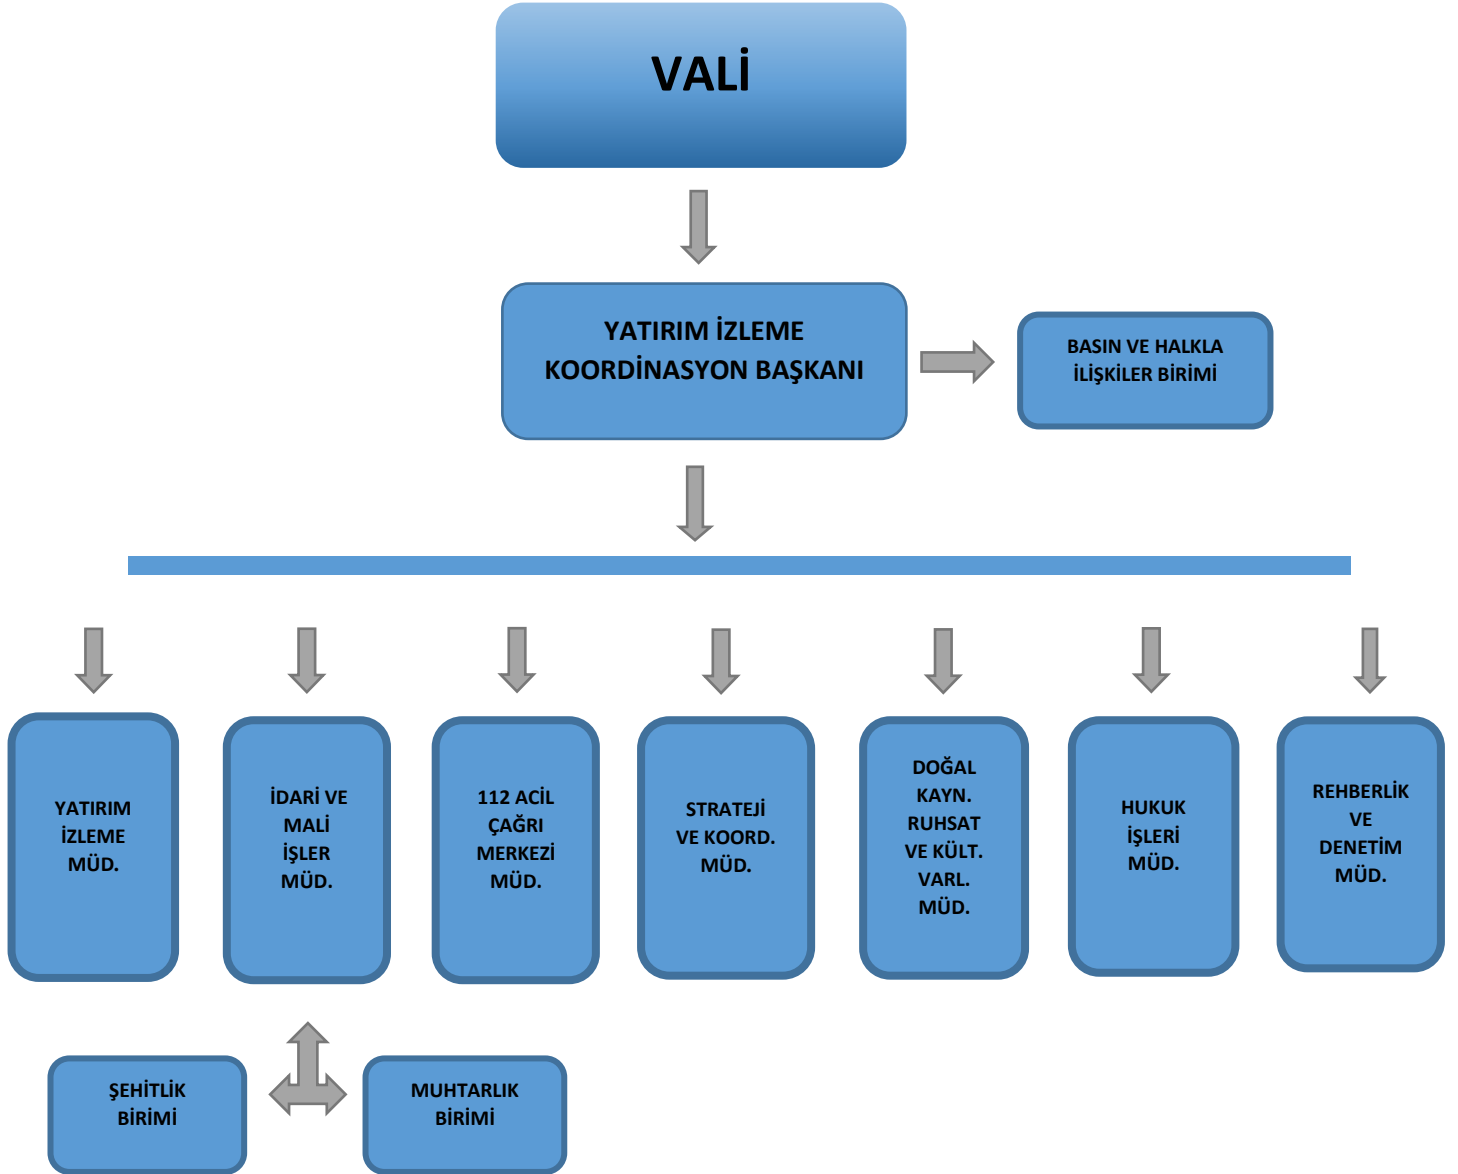 VALİ
YATIRIM İZLEME
KOORDİNASYON BAŞKANI
BASIN VE HALKLA
İLİŞKİLER BİRİMİ
YATIRIM
İZLEME
MÜD.
İDARİ VE
MALİ
İŞLER
MÜD.
112 ACİL
ÇAĞRI
MERKEZİ
MÜD.
STRATEJİ
VE KOORD.
MÜD.
DOĞAL
KAYN.
RUHSAT
VE KÜLT.
VARL.
MÜD.
HUKUK
İŞLERİ
MÜD.
REHBERLİK
VE
DENETİM
MÜD.
ŞEHİTLİK
BİRİMİ
MUHTARLIK
BİRİMİ